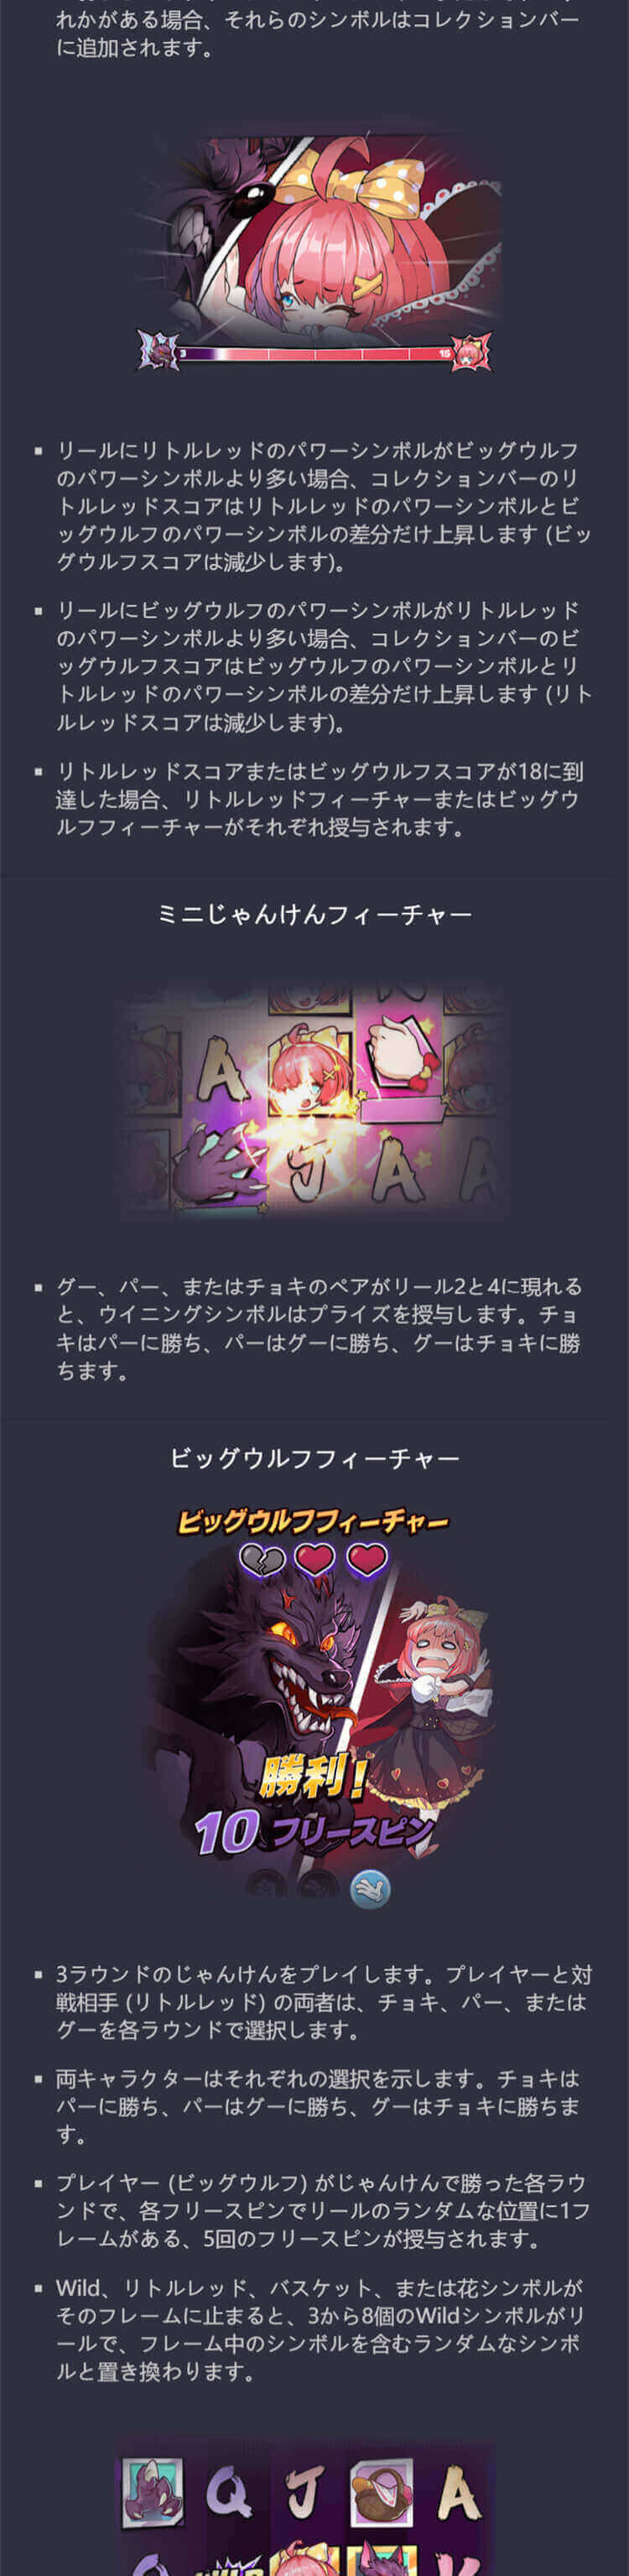 れかがある場合、それらのシンボルはコレクションバー
に追加されます。
3
15
リールにリトルレッドのパワーシンボルがビッグウルフ
のパワーシンボルより多い場合、コレクションバーのリ
トルレッドスコアはリトルレッドのパワーシンボルとビ
ッグウルフのパワーシンボルの差分だけ上昇します (ビッ
グウルフスコアは減少します)。
リールにビッグウルフのパワーシンボルがリトルレッド
のパワーシンボルより多い場合、コレクションバーのビ
ッグウルフスコアはビッグウルフのパワーシンボルとリ
トルレッドのパワーシンボルの差分だけ上昇します (リト
ルレッドスコアは減少します)。
リトルレッドスコアまたはビッグウルフスコアが18に到
達した場合、リトルレッドフィーチャーまたはビッグウ
ルフフィーチャーがそれぞれ授与されます。
ミニじゃんけんフィーチャー
A
J A A
グー、パー、またはチョキのペアがリール2と4に現れる
と、ウイニングシンボルはプライズを授与します。チョ
キはパーに勝ち、パーはグーに勝ち、グーはチョキに勝
ちます。
ビッグウルフフィーチャー
ビッグウルフフィーチャー
勝利!
10 フリースピン
3ラウンドのじゃんけんをプレイします。プレイヤーと対
戦相手 (リトルレッド) の両者は、チョキ、パー、または
グーを各ラウンドで選択します。
両キャラクターはそれぞれの選択を示します。チョキは
パーに勝ち、パーはグーに勝ち、グーはチョキに勝ちま
す。
プレイヤー (ビッグウルフ) がじゃんけんで勝った各ラウ
ンドで、各フリースピンでリールのランダムな位置に1フ
レームがある、5回のフリースピンが授与されます。
Wild、リトルレッド、バスケット、または花シンボルが
そのフレームに止まると、3から8個のWildシンボルがリ
ールで、フレーム中のシンボルを含むランダムなシンボ
ルと置き換わります。
Q J A